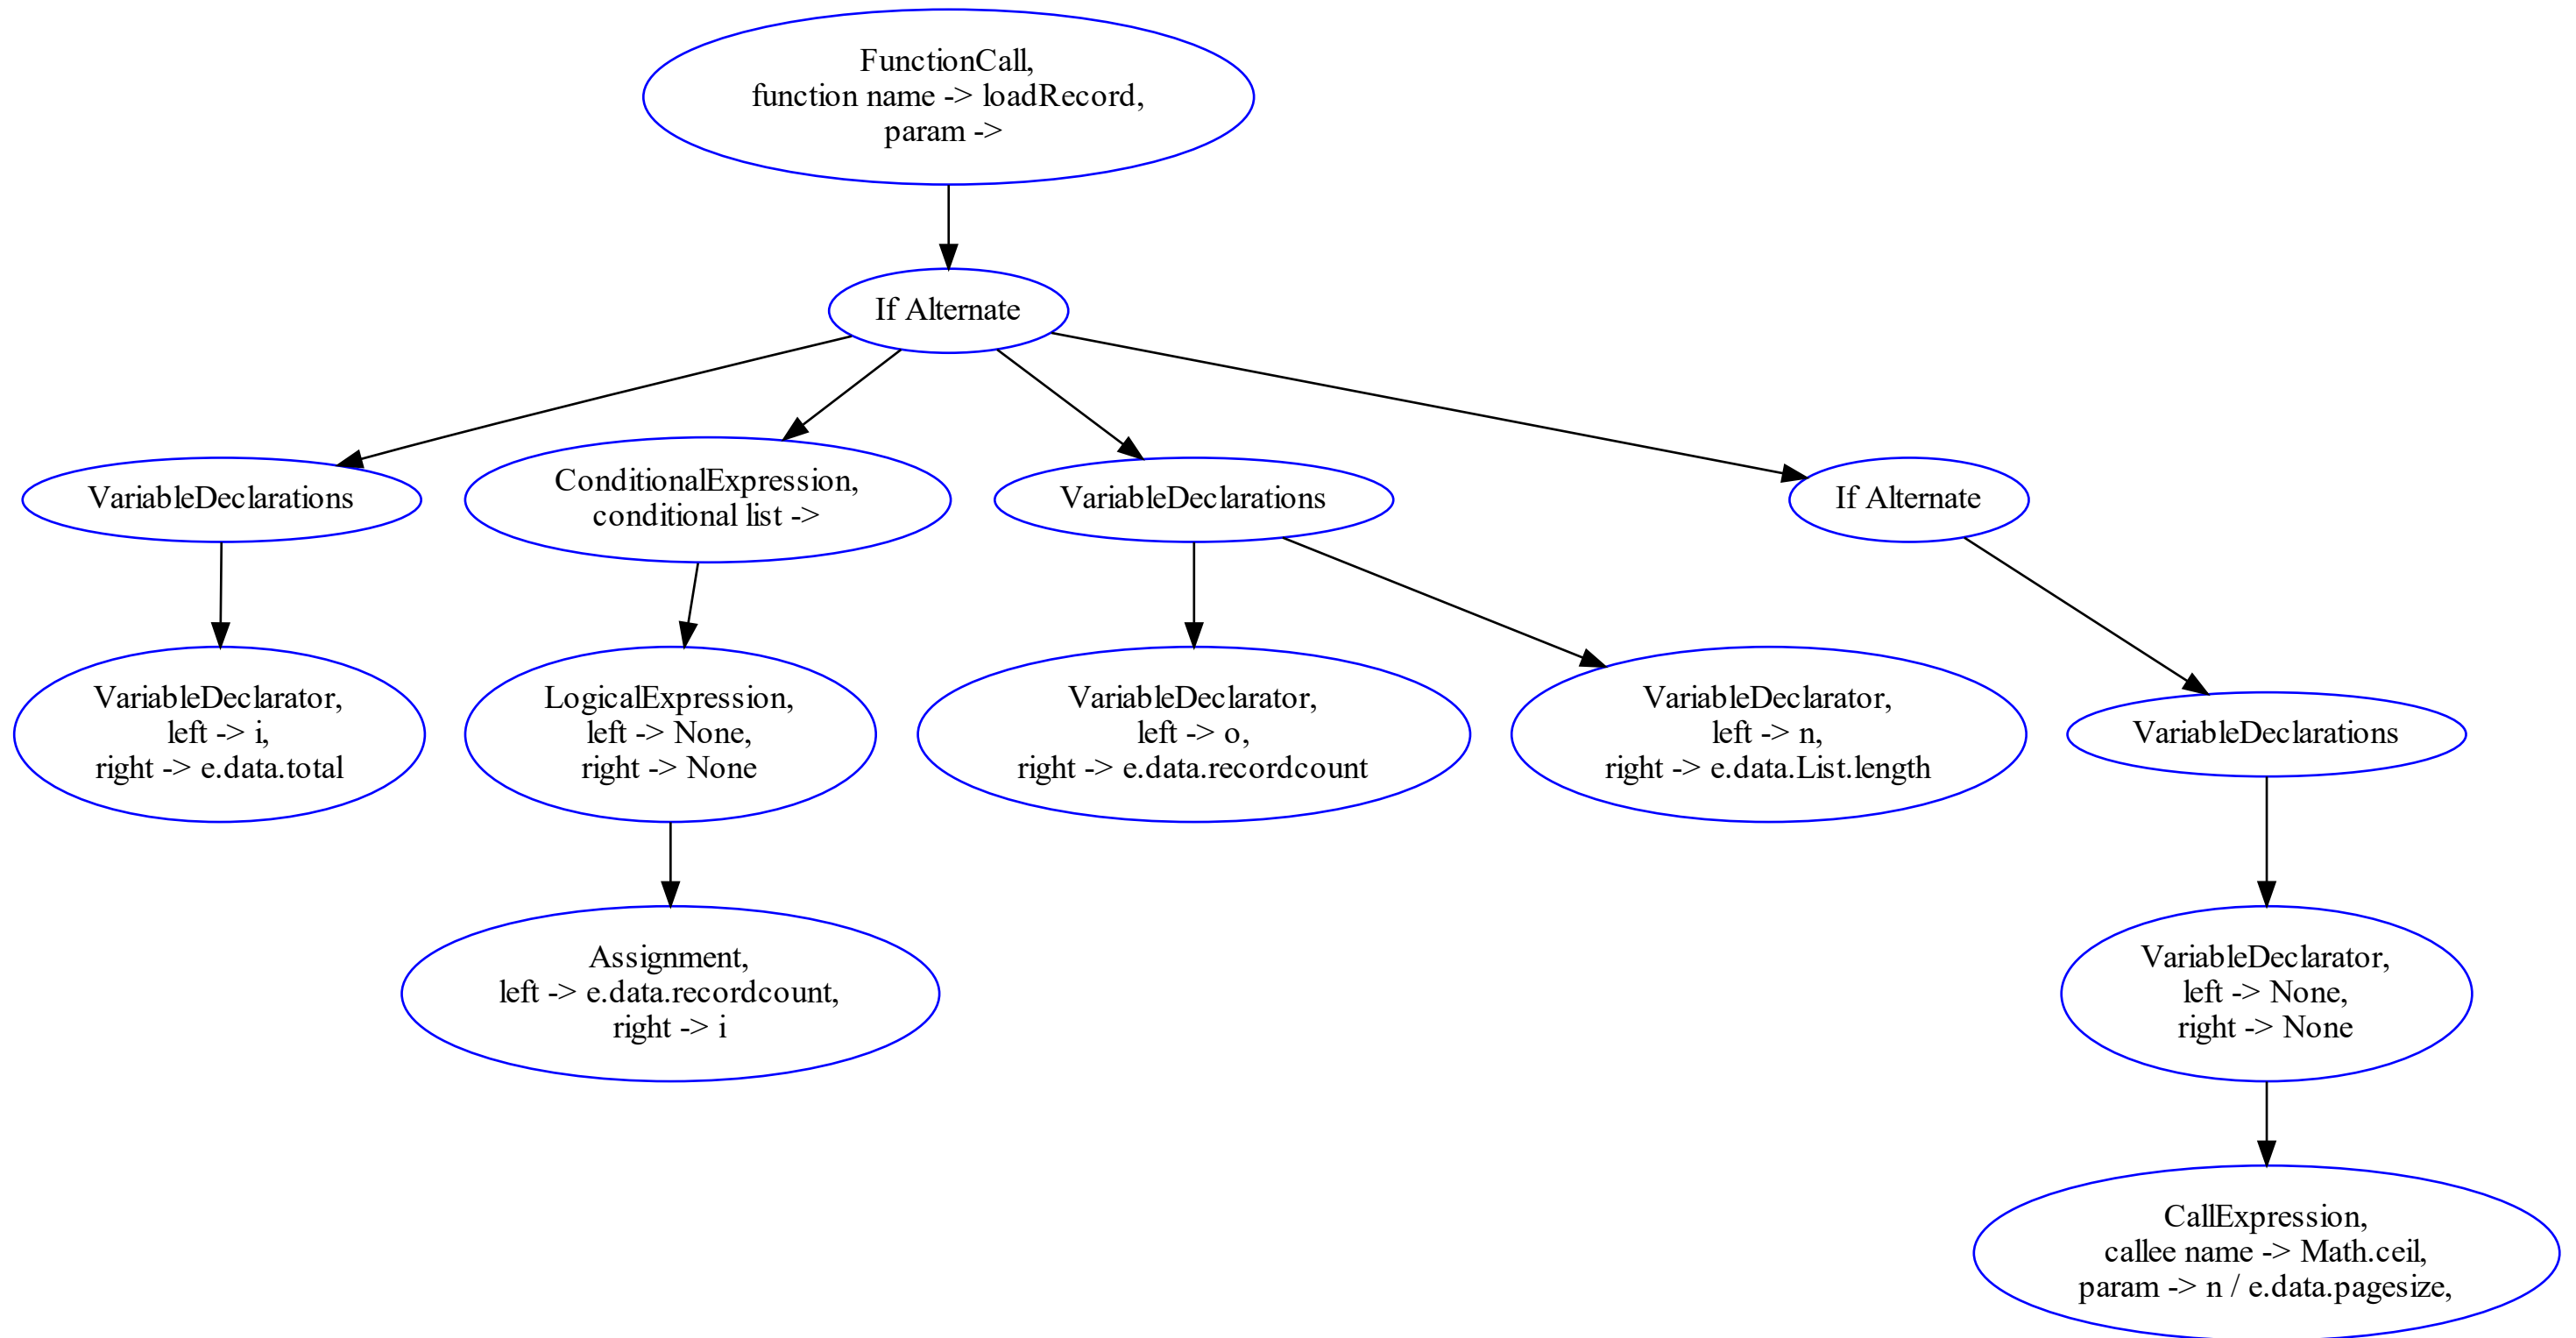 FunctionCall,
function name -> loadRecord,
param ->
If Alternate
VariableDeclarations
ConditionalExpression,
conditional list ->
VariableDeclarations
If Alternate
VariableDeclarator,
left -> i,
right -> e.data.total
LogicalExpression,
left -> None,
right -> None
VariableDeclarator,
left -> o,
right -> e.data.recordcount
VariableDeclarator,
left -> n,
right -> e.data.List.length
VariableDeclarations
Assignment,
left -> e.data.recordcount,
right -> i
VariableDeclarator,
left -> None,
right -> None
CallExpression,
callee name -> Math.ceil,
param -> n / e.data.pagesize,